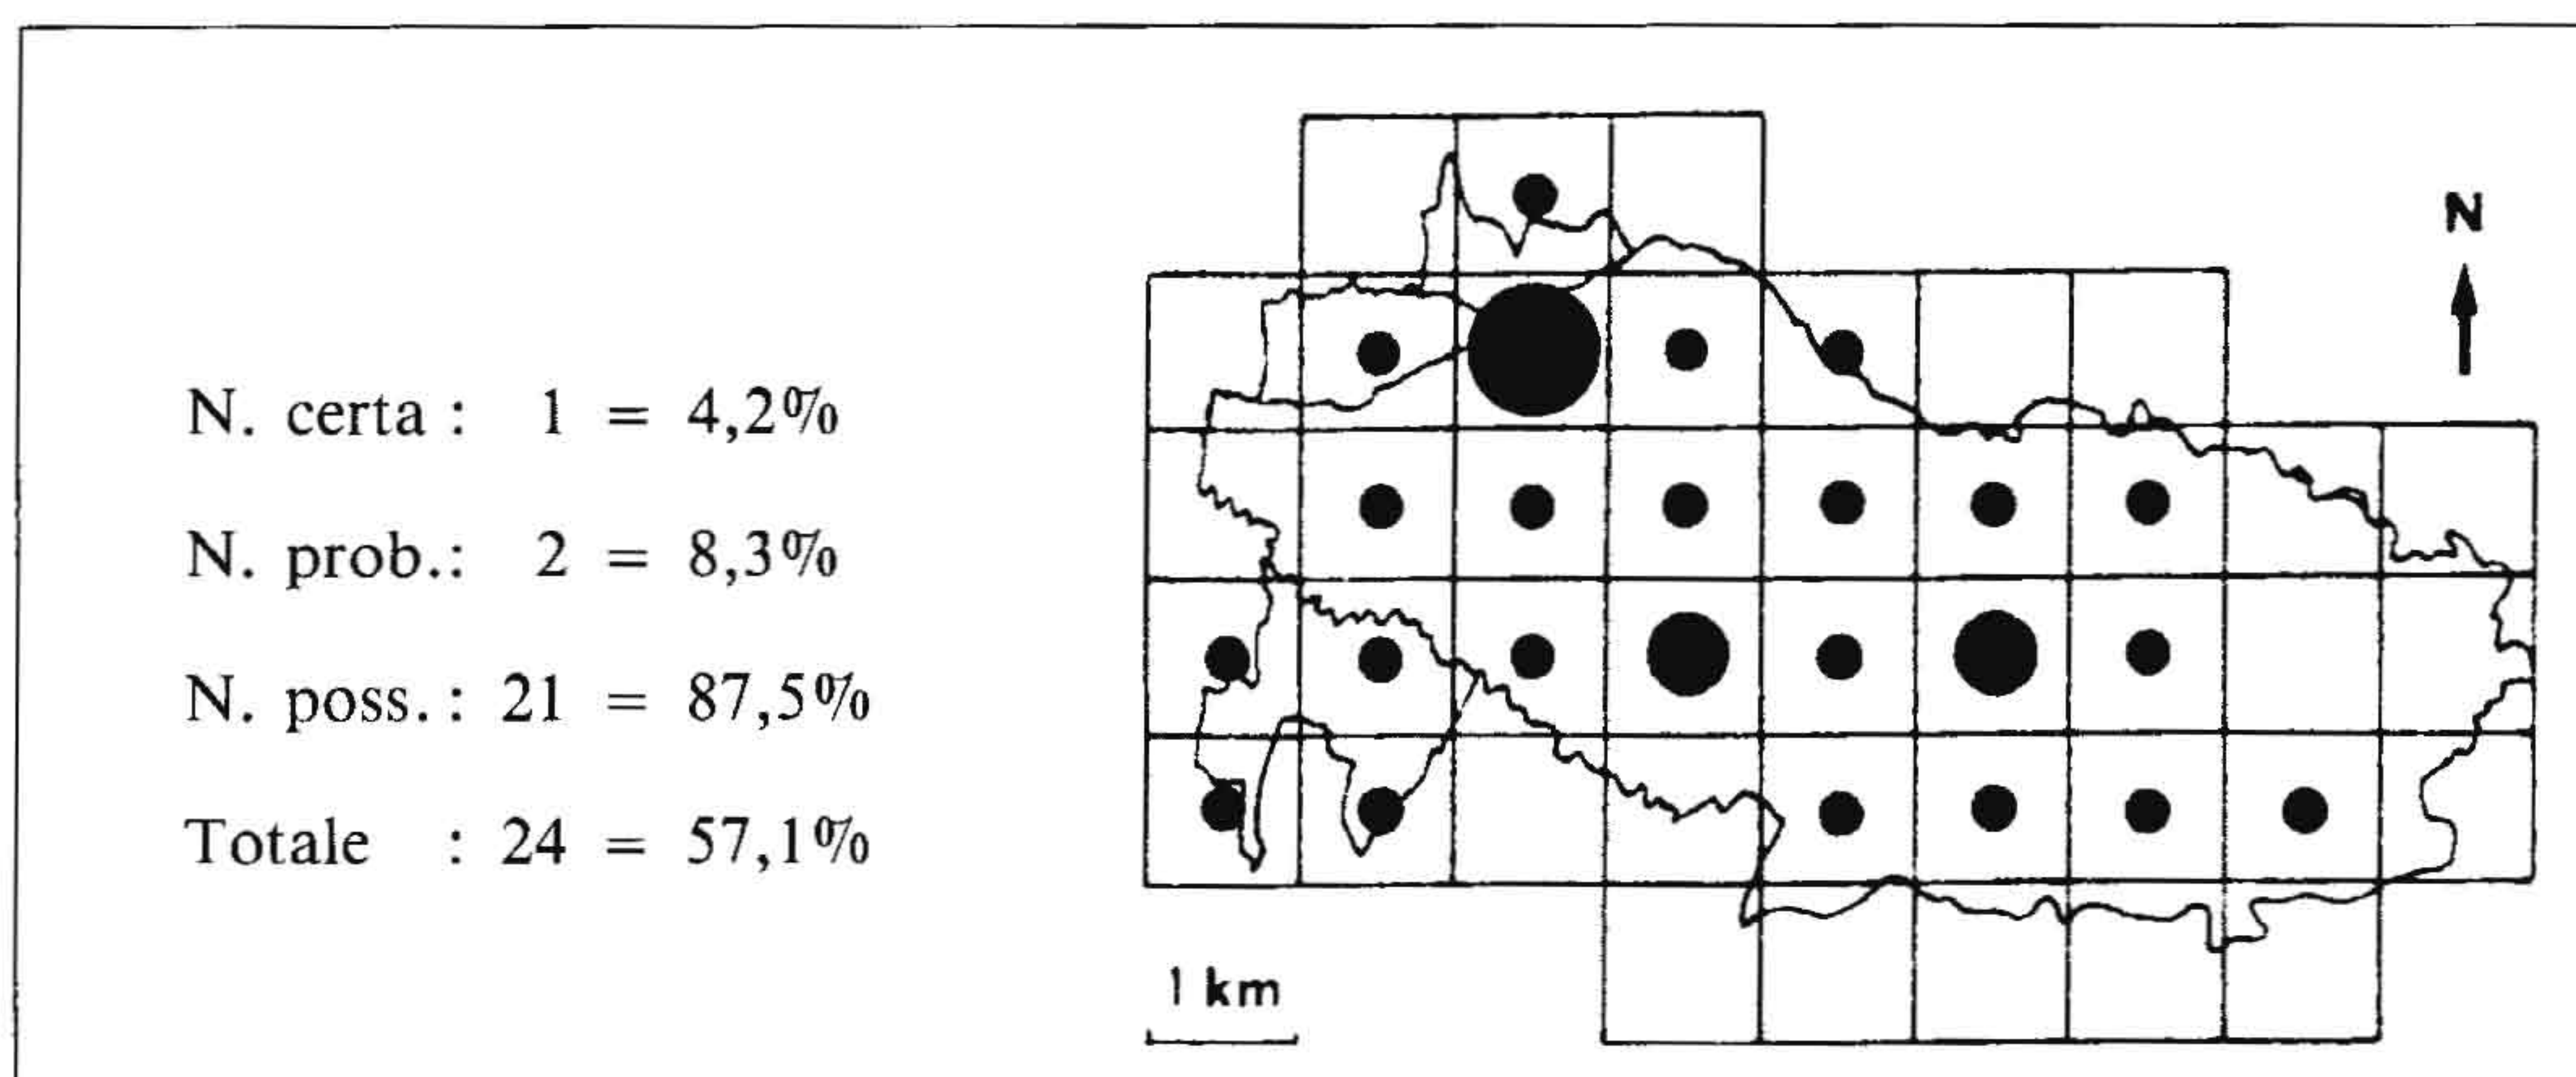 N. certa : 1 = 4,2%
N. prob.: 2 = 8,3%
N. poss. : 21 = 87,5%
Totale : 24 = 57,1%
N
1 km